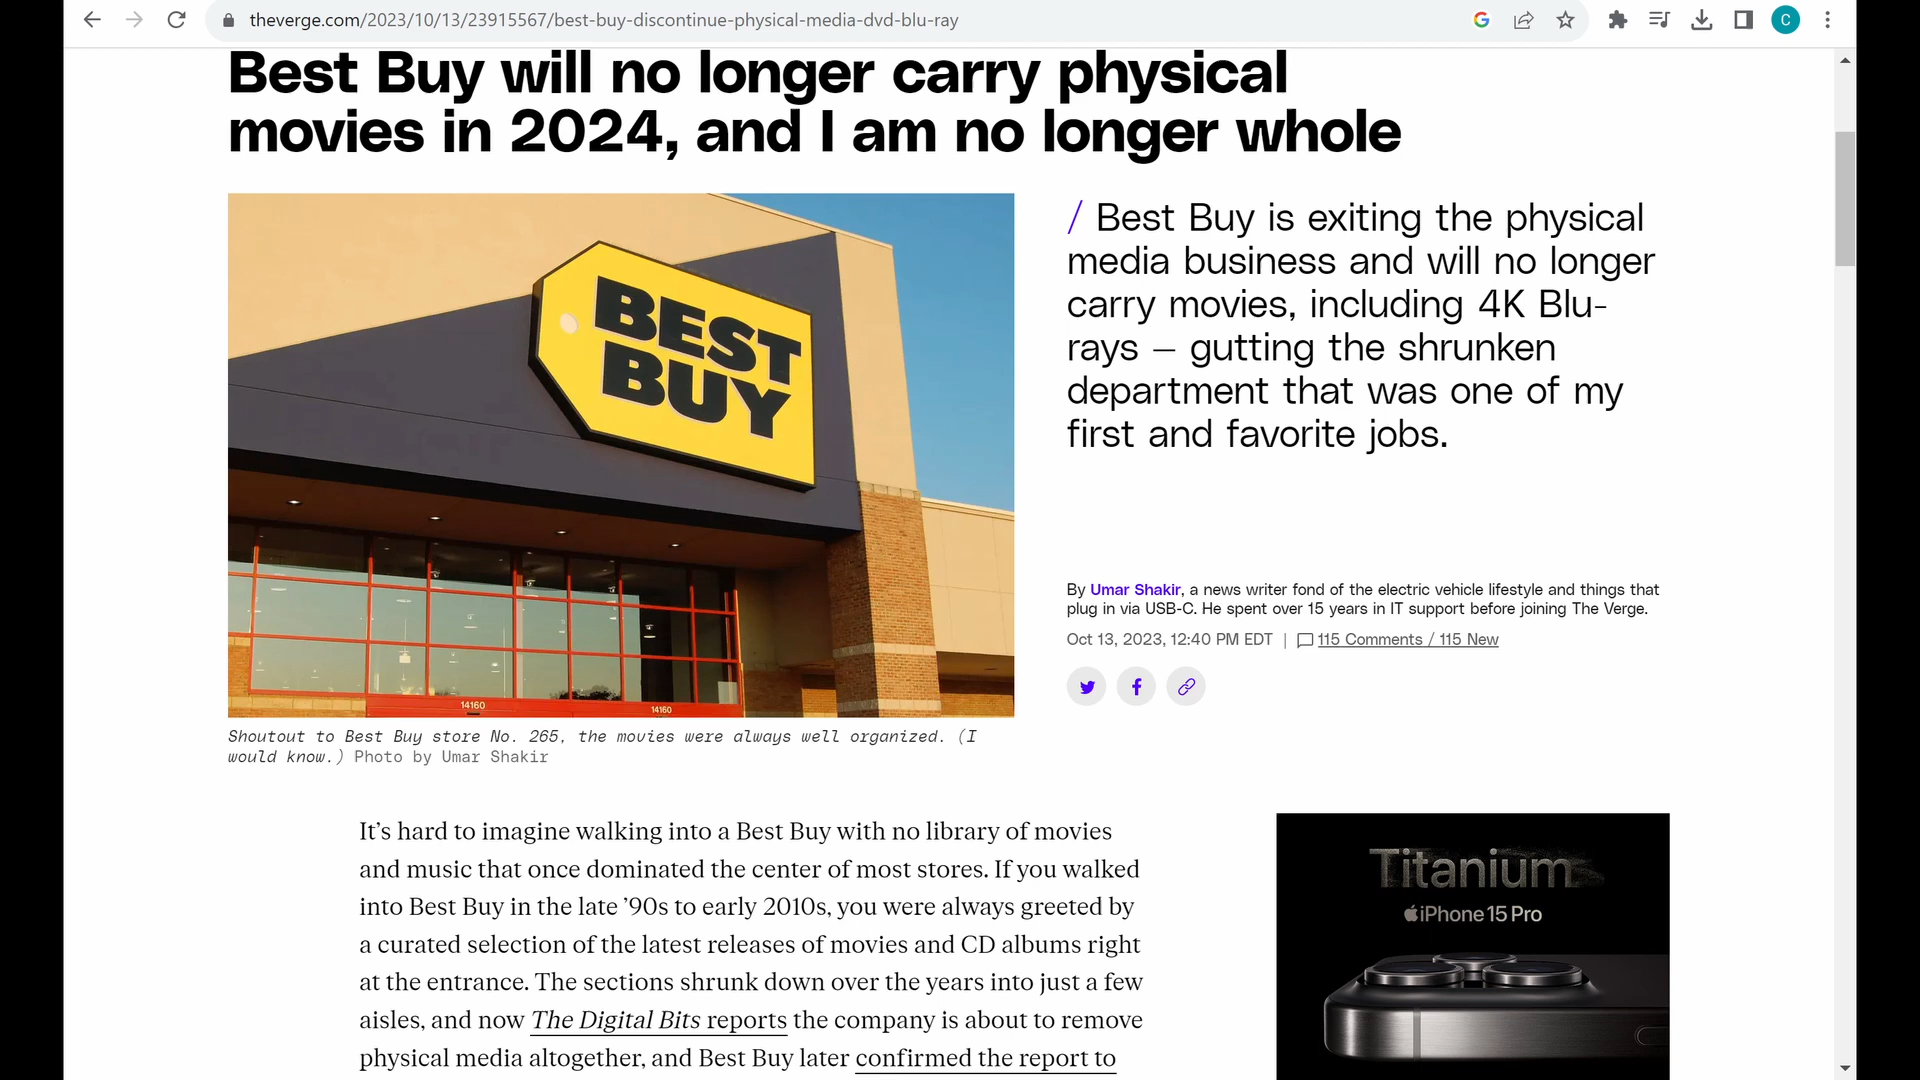 theverge.com/2023/10/13/23915567/best-buy-discontinue-physical-media-dvd-blu-ray
C
Best Buy will no longer carry physical
movies in 2024, and I am no longer whole
BEST
BUY
14160
14160
Shoutout to Best Buy store No. 265, the movies were always well organized. (I
would know.) Photo by Umar Shakir
/ Best Buy is exiting the physical
media business and will no longer
carry movies, including 4K Blu-
rays — gutting the shrunken
department that was one of my
first and favorite jobs.
By Umar Shakir, a news writer fond of the electric vehicle lifestyle and things that
plug in via USB-C. He spent over 15 years in IT support before joining The Verge.
Oct 13, 2023, 12:40 PM EDT | 115 Comments / 115 New
It’s hard to imagine walking into a Best Buy with no library of movies
and music that once dominated the center of most stores. If you walked
into Best Buy in the late ’90s to early 2010s, you were always greeted by
a curated selection of the latest releases of movies and CD albums right
at the entrance. The sections shrunk down over the years into just a few
aisles, and now The Digital Bits reports the company is about to remove
physical media altogether, and Best Buy later confirmed the report to
Titanium
iPhone 15 Pro